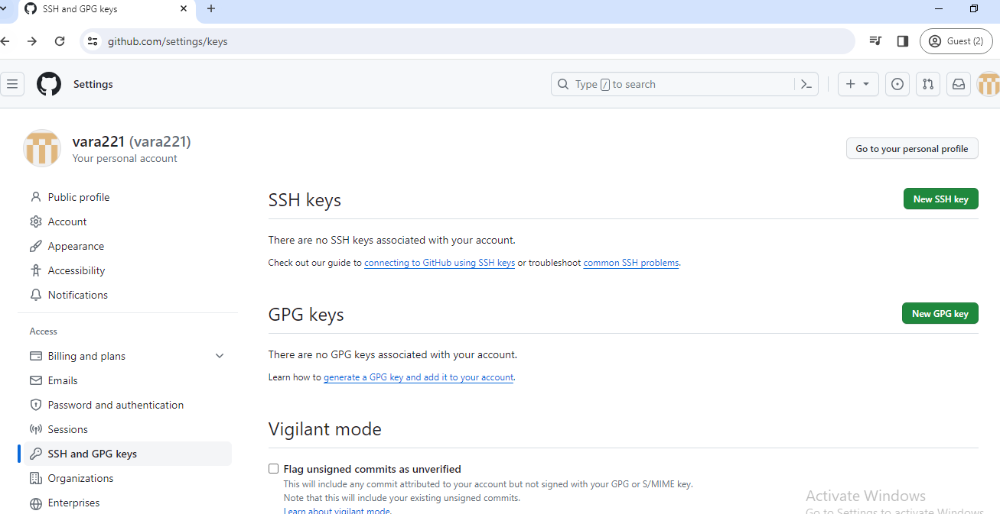 SSH and GPG keys
github.com/settings/keys
Guest (2)
Settings
Type / to search
vara221 (vara221)
Your personal account
Go to your personal profile
Public profile
Account
Appearance
Accessibility
Notifications
Access
Billing and plans
Emails
Password and authentication
Sessions
SSH and GPG keys
Organizations
Enterprises
SSH keys
New SSH key
There are no SSH keys associated with your account.
Check out our guide to connecting to GitHub using SSH keys or troubleshoot common SSH problems.
GPG keys
New GPG key
There are no GPG keys associated with your account.
Learn how to generate a GPG key and add it to your account.
Vigilant mode
Flag unsigned commits as unverified
This will include any commit attributed to your account but not signed with your GPG or S/MIME key.
Note that this will include your existing unsigned commits.
Learn about vigilant mode.
Activate Windows
Go to Settings to activate Windows.